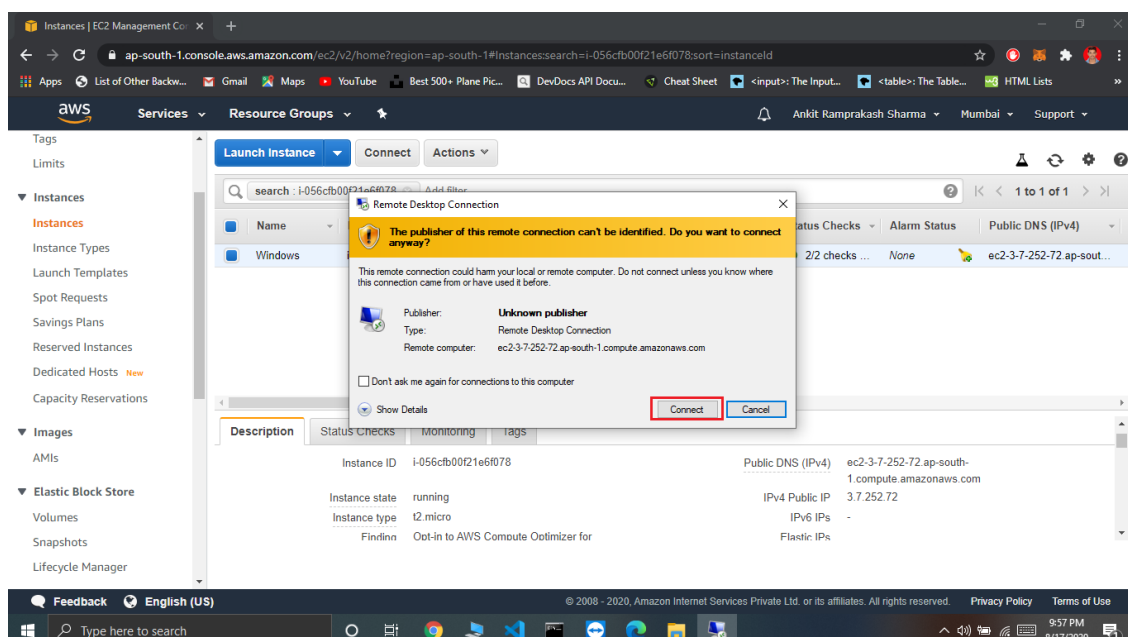 Instances | EC2 Management Con
ap-south-1.console.aws.amazon.com/ec2/v2/home?region=ap-south-1#Instances:search=i-056cfb00f21e6f078;sort=instanceId
Apps List of Other Backw... Gmail Maps YouTube Best 500+ Plane Pic... DevDocs API Docu... Cheat Sheet <input>: The Input... <table>: The Table... HTML Lists »
aws Services Resource Groups Ankit Ramprakash Sharma Mumbai Support
Tags
Limits
Instances
Instances
Instance Types
Launch Templates
Spot Requests
Savings Plans
Reserved Instances
Dedicated Hosts New
Capacity Reservations
Images
AMIs
Elastic Block Store
Volumes
Snapshots
Lifecycle Manager
Launch Instance Connect Actions
search : i-056cfb00f21e6f078 Add filter 1 to 1 of 1
Name Status Checks Alarm Status Public DNS (IPv4)
Windows 2/2 checks ... None ec2-3-7-252-72.ap-sout...
Remote Desktop Connection
The publisher of this remote connection can't be identified. Do you want to connect
anyway?
This remote connection could harm your local or remote computer. Do not connect unless you know where
this connection came from or have used it before.
Publisher: Unknown publisher
Type: Remote Desktop Connection
Remote computer: ec2-3-7-252-72.ap-south-1.compute.amazonaws.com
Don't ask me again for connections to this computer
Show Details Connect Cancel
Description Status Checks Monitoring Tags
Instance ID i-056cfb00f21e6f078
Instance state running
Instance type t2.micro
Finding Opt-in to AWS Compute Optimizer for
Public DNS (IPv4) ec2-3-7-252-72.ap-south-
1.compute.amazonaws.com
IPv4 Public IP 3.7.252.72
IPv6 IPs -
Elastic IPs
Feedback English (US) © 2008 - 2020, Amazon Internet Services Private Ltd. or its affiliates. All rights reserved. Privacy Policy Terms of Use
Type here to search 9:57 PM